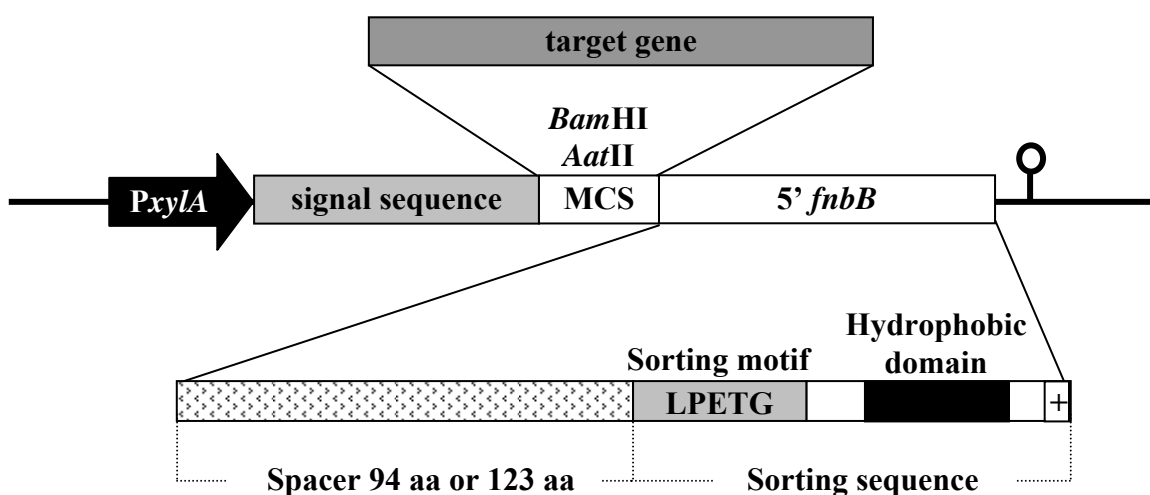 target gene
BamHI
AatII
PxylA
signal sequence
MCS
5' fnbB
Hydrophobic
domain
Sorting motif
LPETG
+
Spacer 94 aa or 123 aa
Sorting sequence